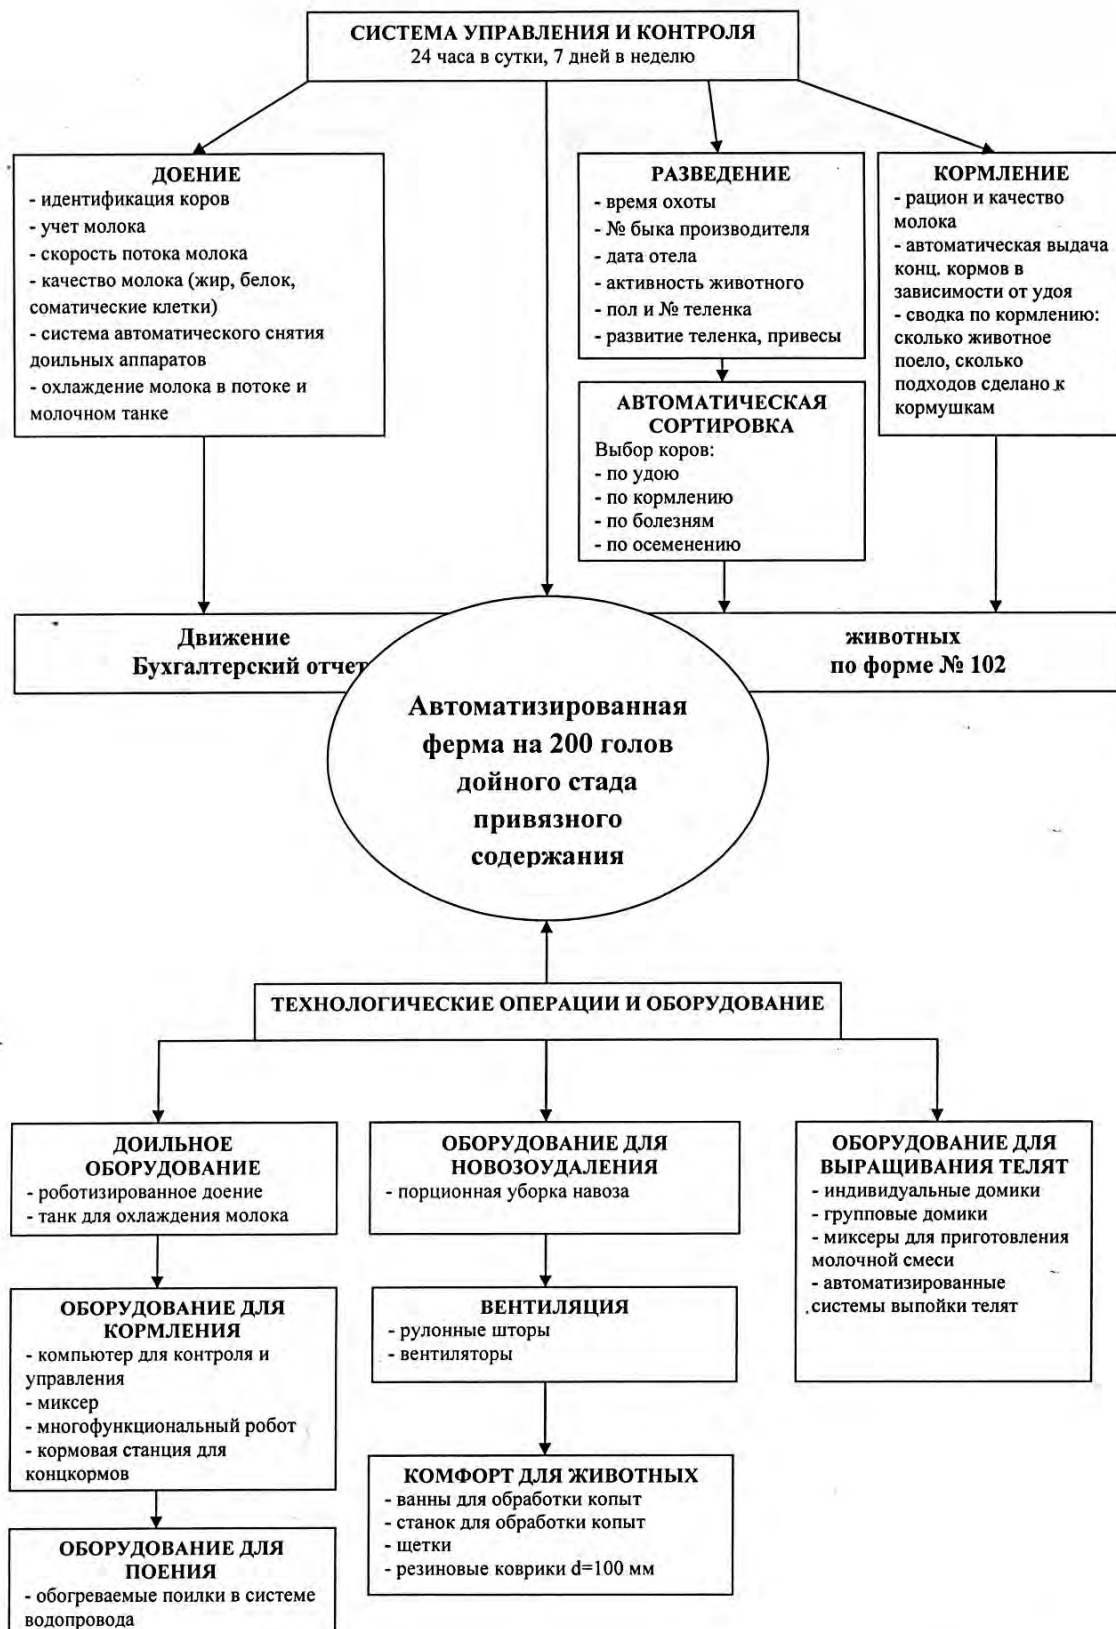 СИСТЕМА УПРАВЛЕНИЯ И КОНТРОЛЯ
24 часа в сутки, 7 дней в неделю
ДОЕНИЕ
- идентификация коров
- учет молока
- скорость потока молока
- качество молока (жир, белок,
соматические клетки)
- система автоматического снятия
доильных аппаратов
- охлаждение молока в потоке и
молочном танке
РАЗВЕДЕНИЕ
- время охоты
- № быка производителя
- дата отела
- активность животного
- пол и № теленка
- развитие теленка, привесы
КОРМЛЕНИЕ
- рацион и качество
молока
- автоматическая выдача
конц. кормов в
зависимости от удоя
- сводка по кормлению:
сколько животное
поело, сколько
подходов сделано к
кормушкам
АВТОМАТИЧЕСКАЯ
СОРТИРОВКА
Выбор коров:
- по удою
- по кормлению
- по болезням
- по осеменению
Движение
Бухгалтерский отчет
животных
по форме № 102
Автоматизированная
ферма на 200 голов
дойного стада
привязного
содержания
ТЕХНОЛОГИЧЕСКИЕ ОПЕРАЦИИ И ОБОРУДОВАНИЕ
ДОИЛЬНОЕ
ОБОРУДОВАНИЕ
- роботизированное доение
- танк для охлаждения молока
ОБОРУДОВАНИЕ ДЛЯ
НОВОЗОУДАЛЕНИЯ
- порционная уборка навоза
ОБОРУДОВАНИЕ ДЛЯ
ВЫРАЩИВАНИЯ ТЕЛЯТ
- индивидуальные домики
- групповые домики
- миксеры для приготовления
молочной смеси
- автоматизированные
системы выпойки телят
ОБОРУДОВАНИЕ ДЛЯ
КОРМЛЕНИЯ
- компьютер для контроля и
управления
- миксер
- многофункциональный робот
- кормовая станция для
концкормов
ВЕНТИЛЯЦИЯ
- рулонные шторы
- вентиляторы
КОМФОРТ ДЛЯ ЖИВОТНЫХ
- ванны для обработки копыт
- станок для обработки копыт
- щетки
- резиновые коврики d=100 мм
ОБОРУДОВАНИЕ ДЛЯ
ПОЕНИЯ
- обогреваемые поилки в системе
водопровода